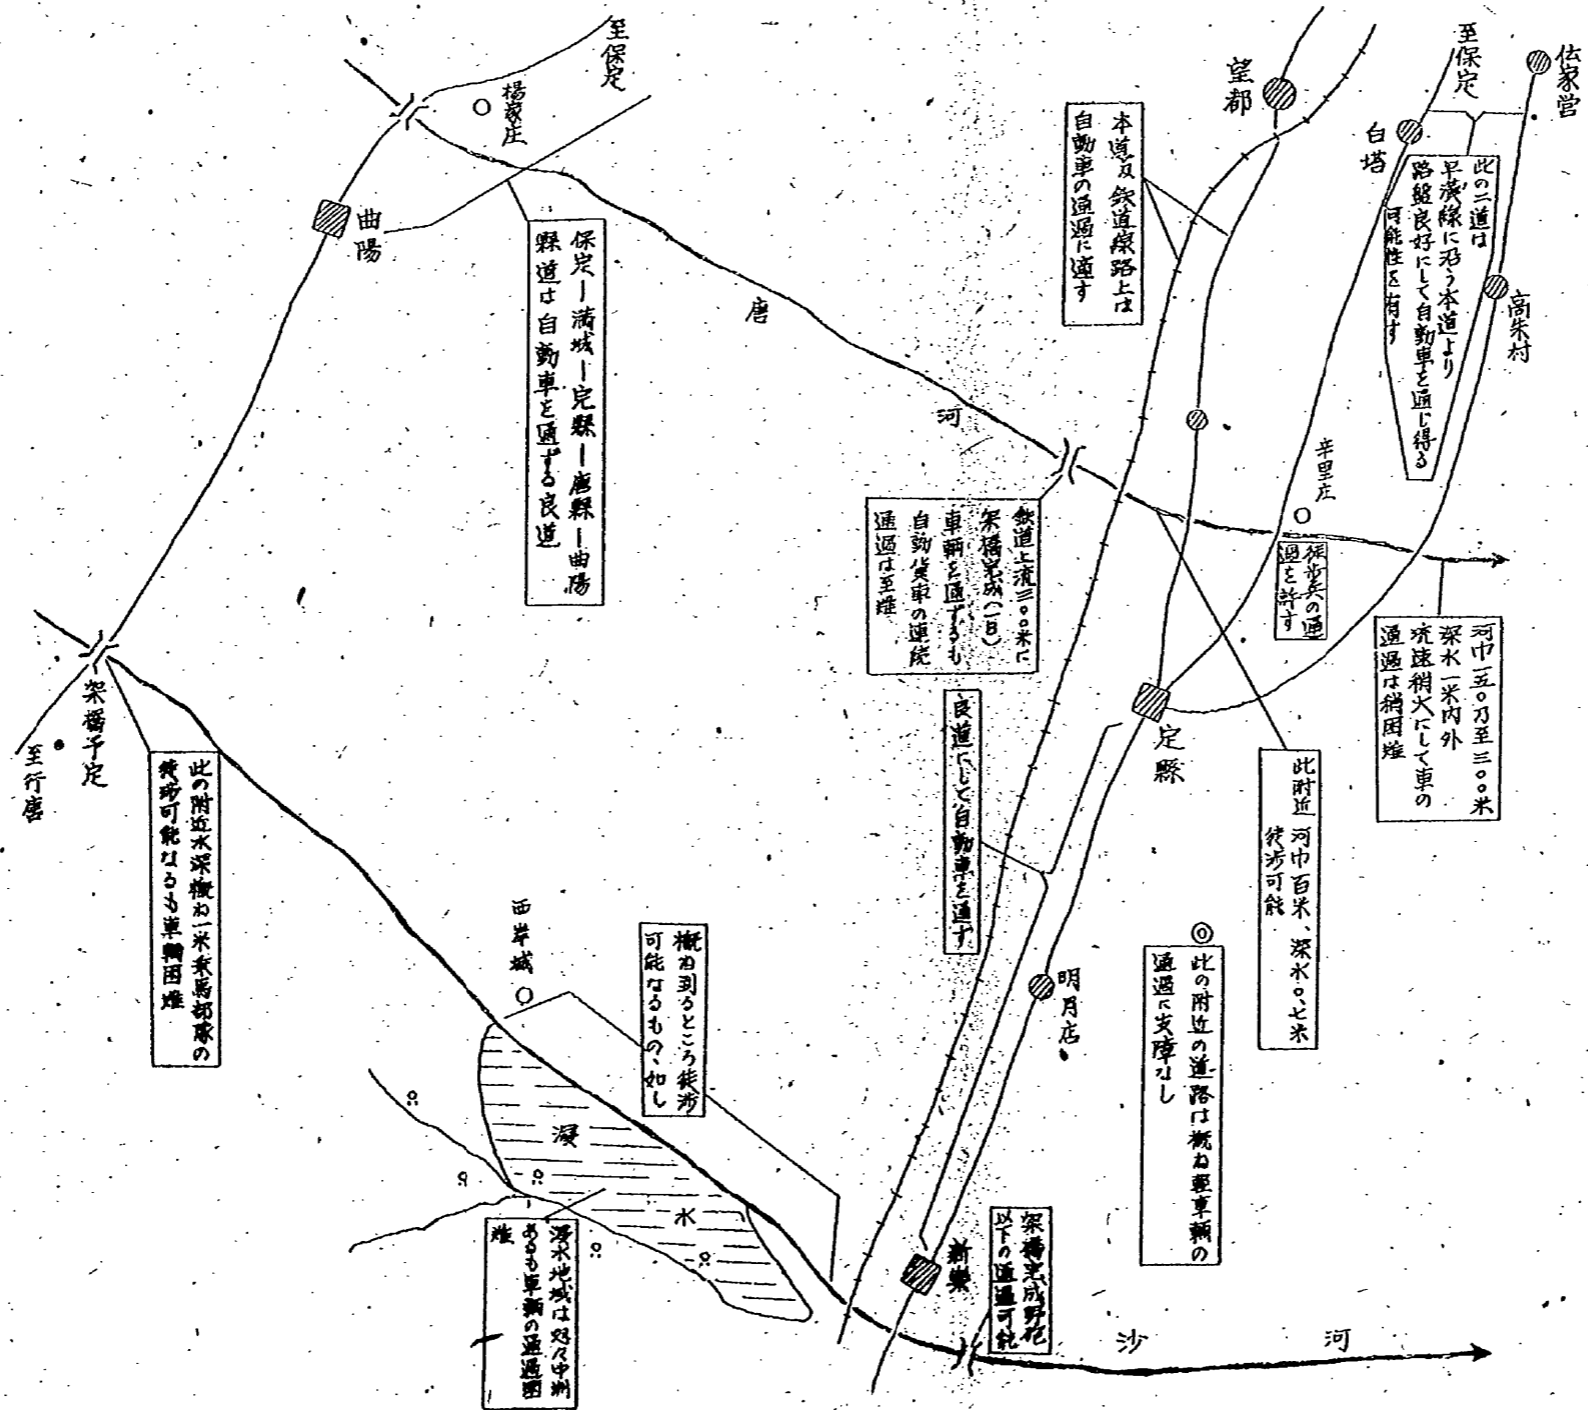 伝家営
至保定
白塔
此の二道は
平漢線に沿う本道より
路盤良好にして自動車を通じ得る
可能性を有す
高朱村
望都
本道及鉄道線路上は
自動車の通過に適す
至保定
楊家庄
曲陽
保定ー満城ー完縣ー唐縣ー曲陽
縣道は自動車を通ずる良道
唐
河
辛里庄
徒歩兵の通
過を許す
河巾一五〇乃至三〇〇米
深水一米内外
流速稍大にして車の
通過は稍困難
鉄道上流三〇〇米に
架橋完成(一日)
車輌を通ずるも
自動貨車の連続
通過は至難
定縣
此附近 河巾百米、深水〇、七米
徒渉可能
良道にして自動車を通す
架橋予定
至行唐
此の附近水深概ね一米乗馬部隊の
徒渉可能なるも車輌困難
◎
此の附近の道路は概ね軽車輌の
通過に支障なし
明月店
西岸城
概ね到るところ徒渉
可能なるものゝ如し
浸
水
浸水地域は処々中洲
あるも車輌の通過困
難
新樂
架橋完成野砲
以下の通過可能
沙
河